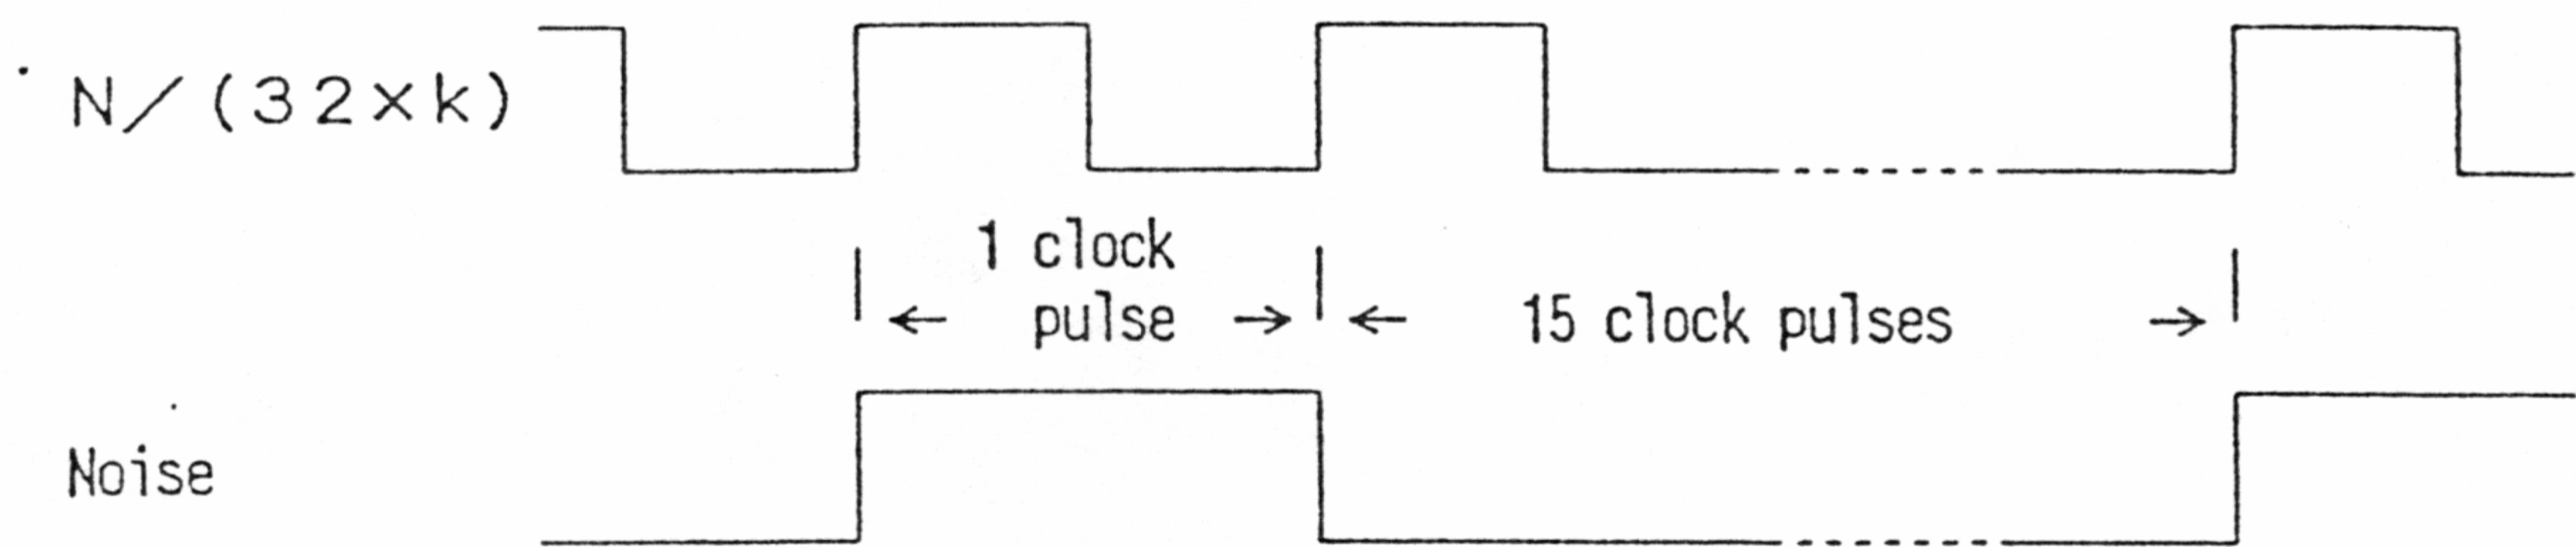 N/(32×k)
1 clock
pulse
← → ← 15 clock pulses →
Noise